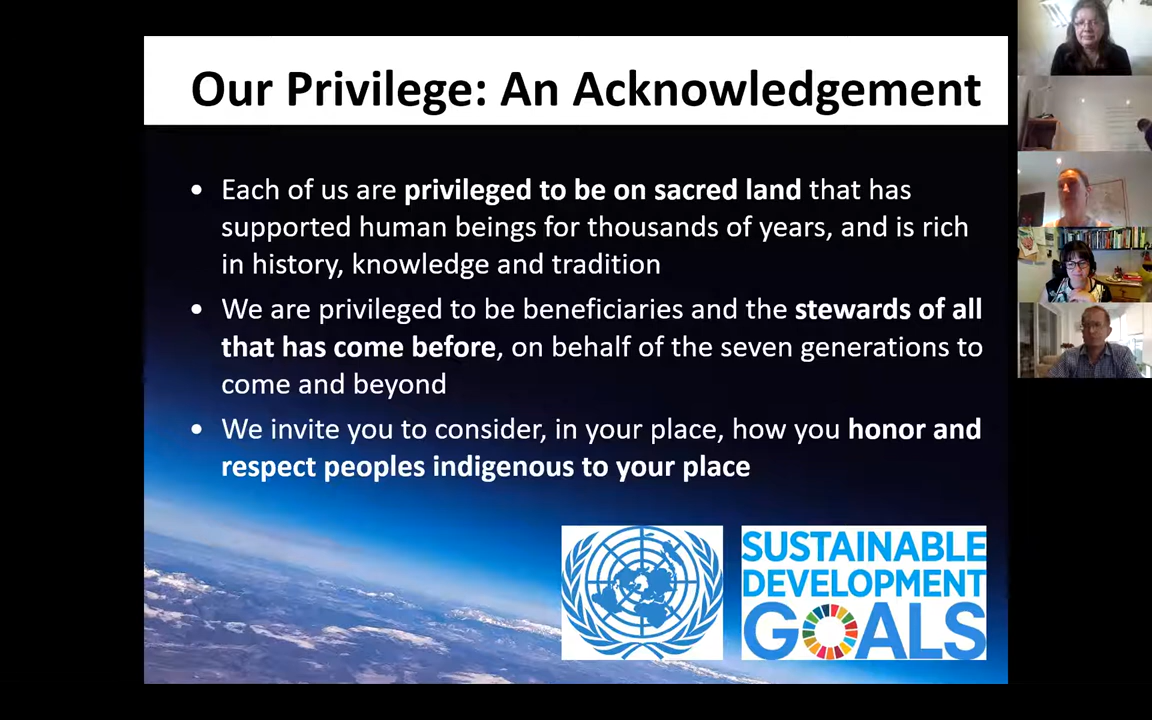 Our Privilege: An Acknowledgement
• Each of us are privileged to be on sacred land that has
supported human beings for thousands of years, and is rich
in history, knowledge and tradition
• We are privileged to be beneficiaries and the stewards of all
that has come before, on behalf of the seven generations to
come and beyond
• We invite you to consider, in your place, how you honor and
respect peoples indigenous to your place
SUSTAINABLE
DEVELOPMENT
GOALS